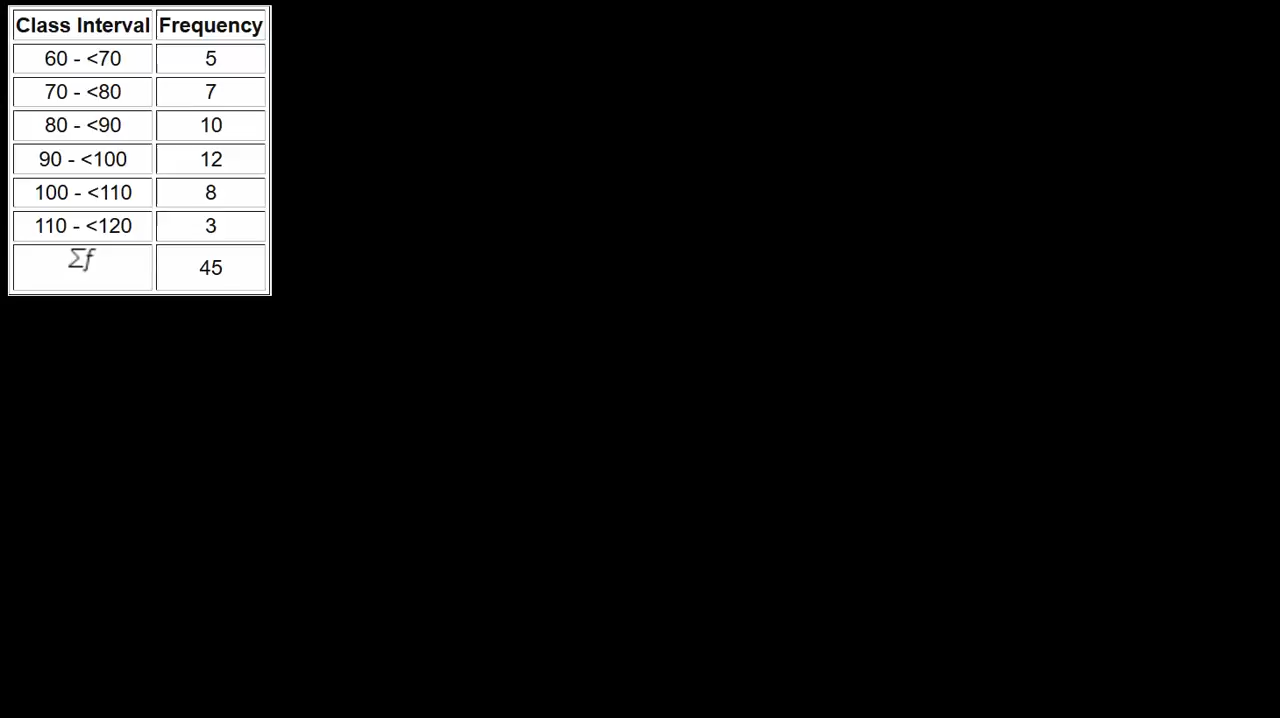 Class Interval Frequency
60 - <70 5
70 - <80 7
80 - <90 10
90 - <100 12
100 - <110 8
110 - <120 3
Σf 45